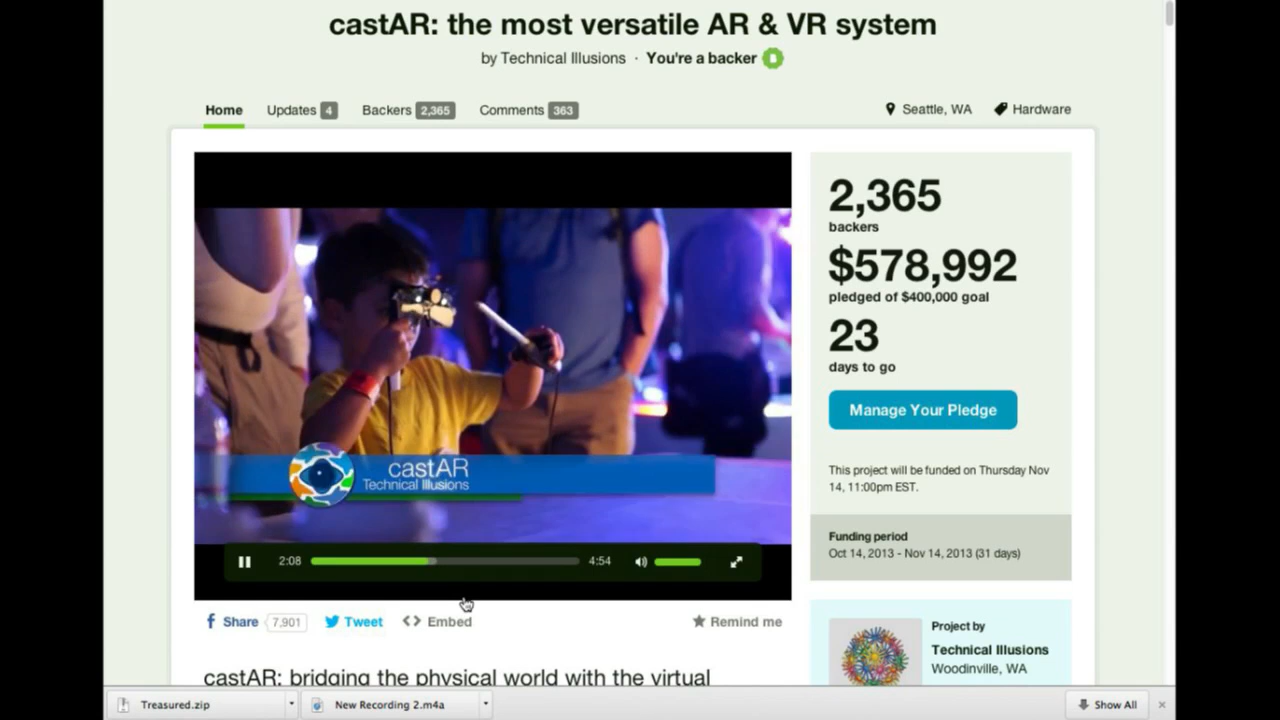 castAR: the most versatile AR & VR system
by Technical Illusions · You're a backer
Home Updates 4 Backers 2,365 Comments 363 Seattle, WA Hardware
2,365
backers
$578,992
pledged of $400,000 goal
23
days to go
Manage Your Pledge
This project will be funded on Thursday Nov
14, 11:00pm EST.
Funding period
Oct 14, 2013 - Nov 14, 2013 (31 days)
castAR
Technical Illusions
2:08 4:54
Share 7,901 Tweet Embed Remind me
Project by
Technical Illusions
Woodinville, WA
castAR: bridging the physical world with the virtual
Treasured.zip New Recording 2.m4a Show All